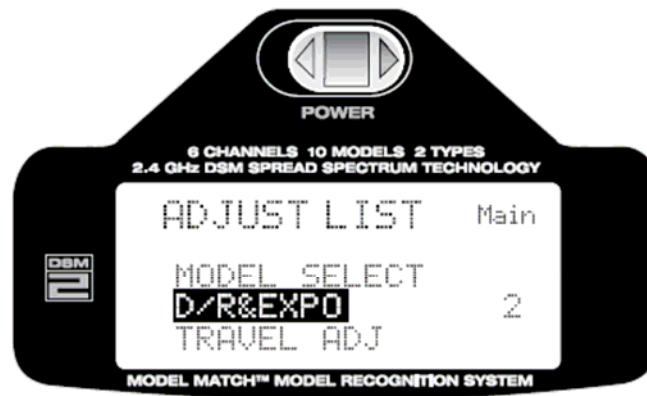 POWER
6 CHANNELS 10 MODELS 2 TYPES
2.4 GHz DSM SPREAD SPECTRUM TECHNOLOGY
ADJUST LIST Main
DSM
2
MODEL SELECT
D/R&EXPO 2
TRAVEL ADJ
MODEL MATCH™ MODEL RECOGNITION SYSTEM